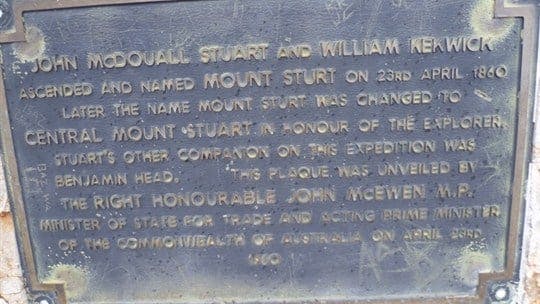 JOHN McDOUALL STUART AND WILLIAM KEKWICK
ASCENDED AND NAMED MOUNT STURT ON 23RD APRIL 1860
LATER THE NAME MOUNT STURT WAS CHANGED TO
CENTRAL MOUNT STUART IN HONOUR OF THE EXPLORER.
STUART'S OTHER COMPANION ON THIS EXPEDITION WAS
BENJAMIN HEAD. THIS PLAQUE WAS UNVEILED BY
THE RIGHT HONOURABLE JOHN McEWEN M.P.
MINISTER OF STATE FOR TRADE AND ACTING PRIME MINISTER
OF THE COMMONWEALTH OF AUSTRALIA ON APRIL 23RD.
1960